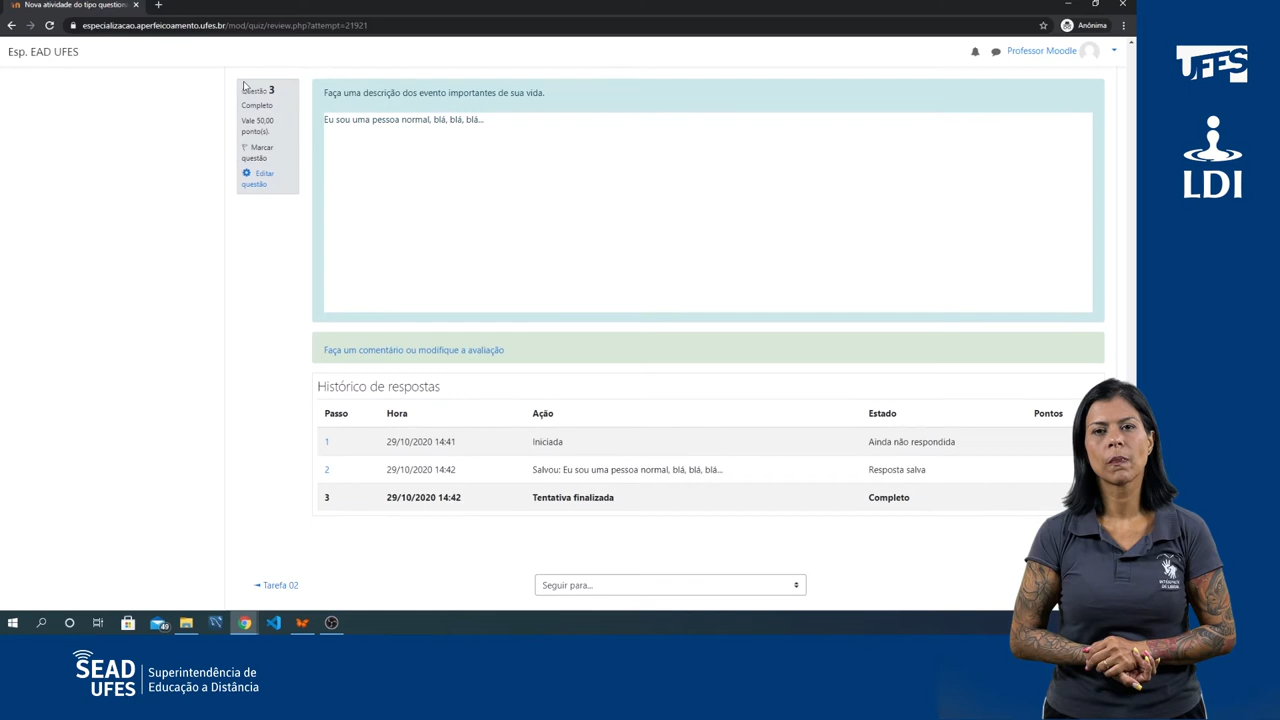 Nova atividade do tipo question
especializacao.aperfeicoamento.ufes.br/mod/quiz/review.php?attempt=21921
Anônima
Esp. EAD UFES
Professor Moodle
Questão 3
Completo
Vale 50,00
ponto(s).
Marcar
questão
Editar
questão
Faça uma descrição dos evento importantes de sua vida.
Eu sou uma pessoa normal, blá, blá, blá...
Faça um comentário ou modifique a avaliação
Histórico de respostas
Passo Hora Ação Estado Pontos
1 29/10/2020 14:41 Iniciada Ainda não respondida
2 29/10/2020 14:42 Salvou: Eu sou uma pessoa normal, blá, blá, blá... Resposta salva
3 29/10/2020 14:42 Tentativa finalizada Completo
◄ Tarefa 02
Seguir para...
49
UFES
LDI
INTÉRPRETE
DE LIBRAS
SEAD
UFES
Superintendência de
Educação a Distância